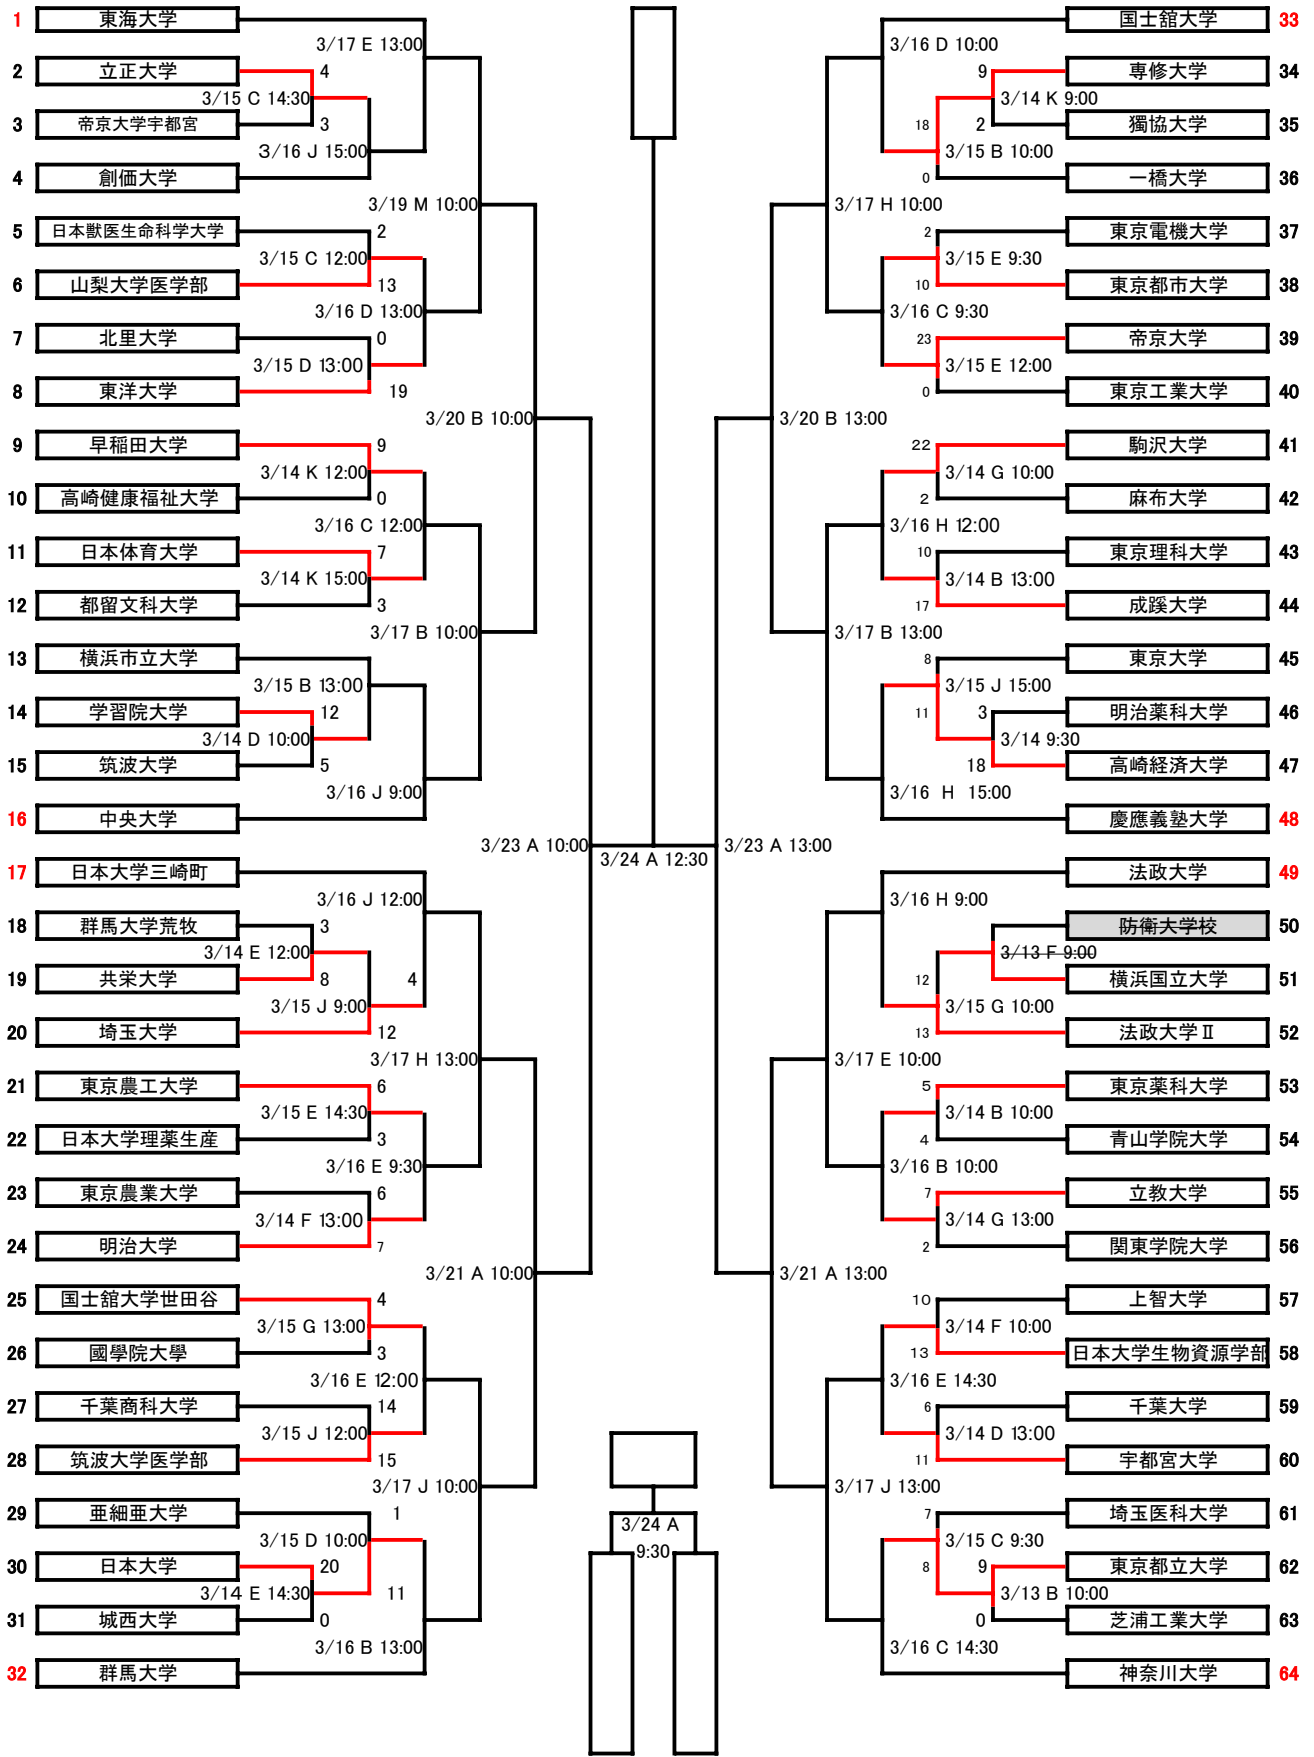 1 東海大学
3/17 E 13:00
2 立正大学 4
3/15 C 14:30
3 帝京大学宇都宮 3
3/16 J 15:00
4 創価大学
3/19 M 10:00
5 日本獣医生命科学大学 2
3/15 C 12:00
6 山梨大学医学部 13
3/16 D 13:00
7 北里大学 0
3/15 D 13:00
8 東洋大学 19
3/20 B 10:00
9 早稲田大学 9
3/14 K 12:00
10 高崎健康福祉大学 0
3/16 C 12:00
11 日本体育大学 7
3/14 K 15:00
12 都留文科大学 3
3/17 B 10:00
13 横浜市立大学
3/15 B 13:00
14 学習院大学 12
3/14 D 10:00
15 筑波大学 5
3/16 J 9:00
16 中央大学
3/23 A 10:00
17 日本大学三崎町
3/16 J 12:00
18 群馬大学荒牧 3
3/14 E 12:00
19 共栄大学 8 4
3/15 J 9:00
20 埼玉大学 12
3/17 H 13:00
21 東京農工大学 6
3/15 E 14:30
22 日本大学理薬生産 3
3/16 E 9:30
23 東京農業大学 6
3/14 F 13:00
24 明治大学 7
3/21 A 10:00
25 国士舘大学世田谷 4
3/15 G 13:00
26 國學院大學 3
3/16 E 12:00
27 千葉商科大学 14
3/15 J 12:00
28 筑波大学医学部 15
3/17 J 10:00
29 亜細亜大学 1
3/15 D 10:00
30 日本大学 20
3/14 E 14:30 11
31 城西大学 0
3/16 B 13:00
32 群馬大学
3/24 A 12:30
3/24 A
9:30
国士舘大学 33
3/16 D 10:00
9 専修大学 34
3/14 K 9:00
18 2 獨協大学 35
3/15 B 10:00
0 一橋大学 36
3/17 H 10:00
2 東京電機大学 37
3/15 E 9:30
10 東京都市大学 38
3/16 C 9:30
23 帝京大学 39
3/15 E 12:00
0 東京工業大学 40
3/20 B 13:00
22 駒沢大学 41
3/14 G 10:00
2 麻布大学 42
3/16 H 12:00
10 東京理科大学 43
3/14 B 13:00
17 成蹊大学 44
3/17 B 13:00
8 東京大学 45
3/15 J 15:00
11 3 明治薬科大学 46
3/14 9:30
18 高崎経済大学 47
3/16 H 15:00
慶應義塾大学 48
3/23 A 13:00
法政大学 49
3/16 H 9:00
防衛大学校 50
3/13 F 9:00
12 横浜国立大学 51
3/15 G 10:00
13 法政大学Ⅱ 52
3/17 E 10:00
5 東京薬科大学 53
3/14 B 10:00
4 青山学院大学 54
3/16 B 10:00
7 立教大学 55
3/14 G 13:00
2 関東学院大学 56
3/21 A 13:00
10 上智大学 57
3/14 F 10:00
13 日本大学生物資源学部 58
3/16 E 14:30
6 千葉大学 59
3/14 D 13:00
11 宇都宮大学 60
3/17 J 13:00
7 埼玉医科大学 61
3/15 C 9:30
8 9 東京都立大学 62
3/13 B 10:00
0 芝浦工業大学 63
3/16 C 14:30
神奈川大学 64